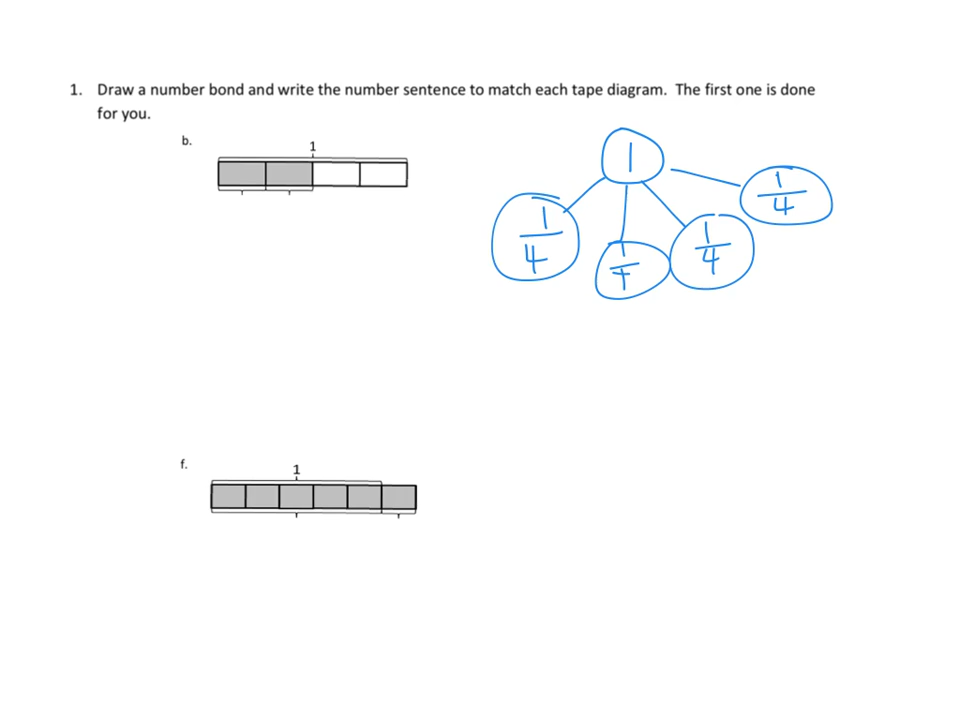 1. Draw a number bond and write the number sentence to match each tape diagram. The first one is done
for you.
b.
1
1
1/4
1/4
1/4
1/4
f.
1